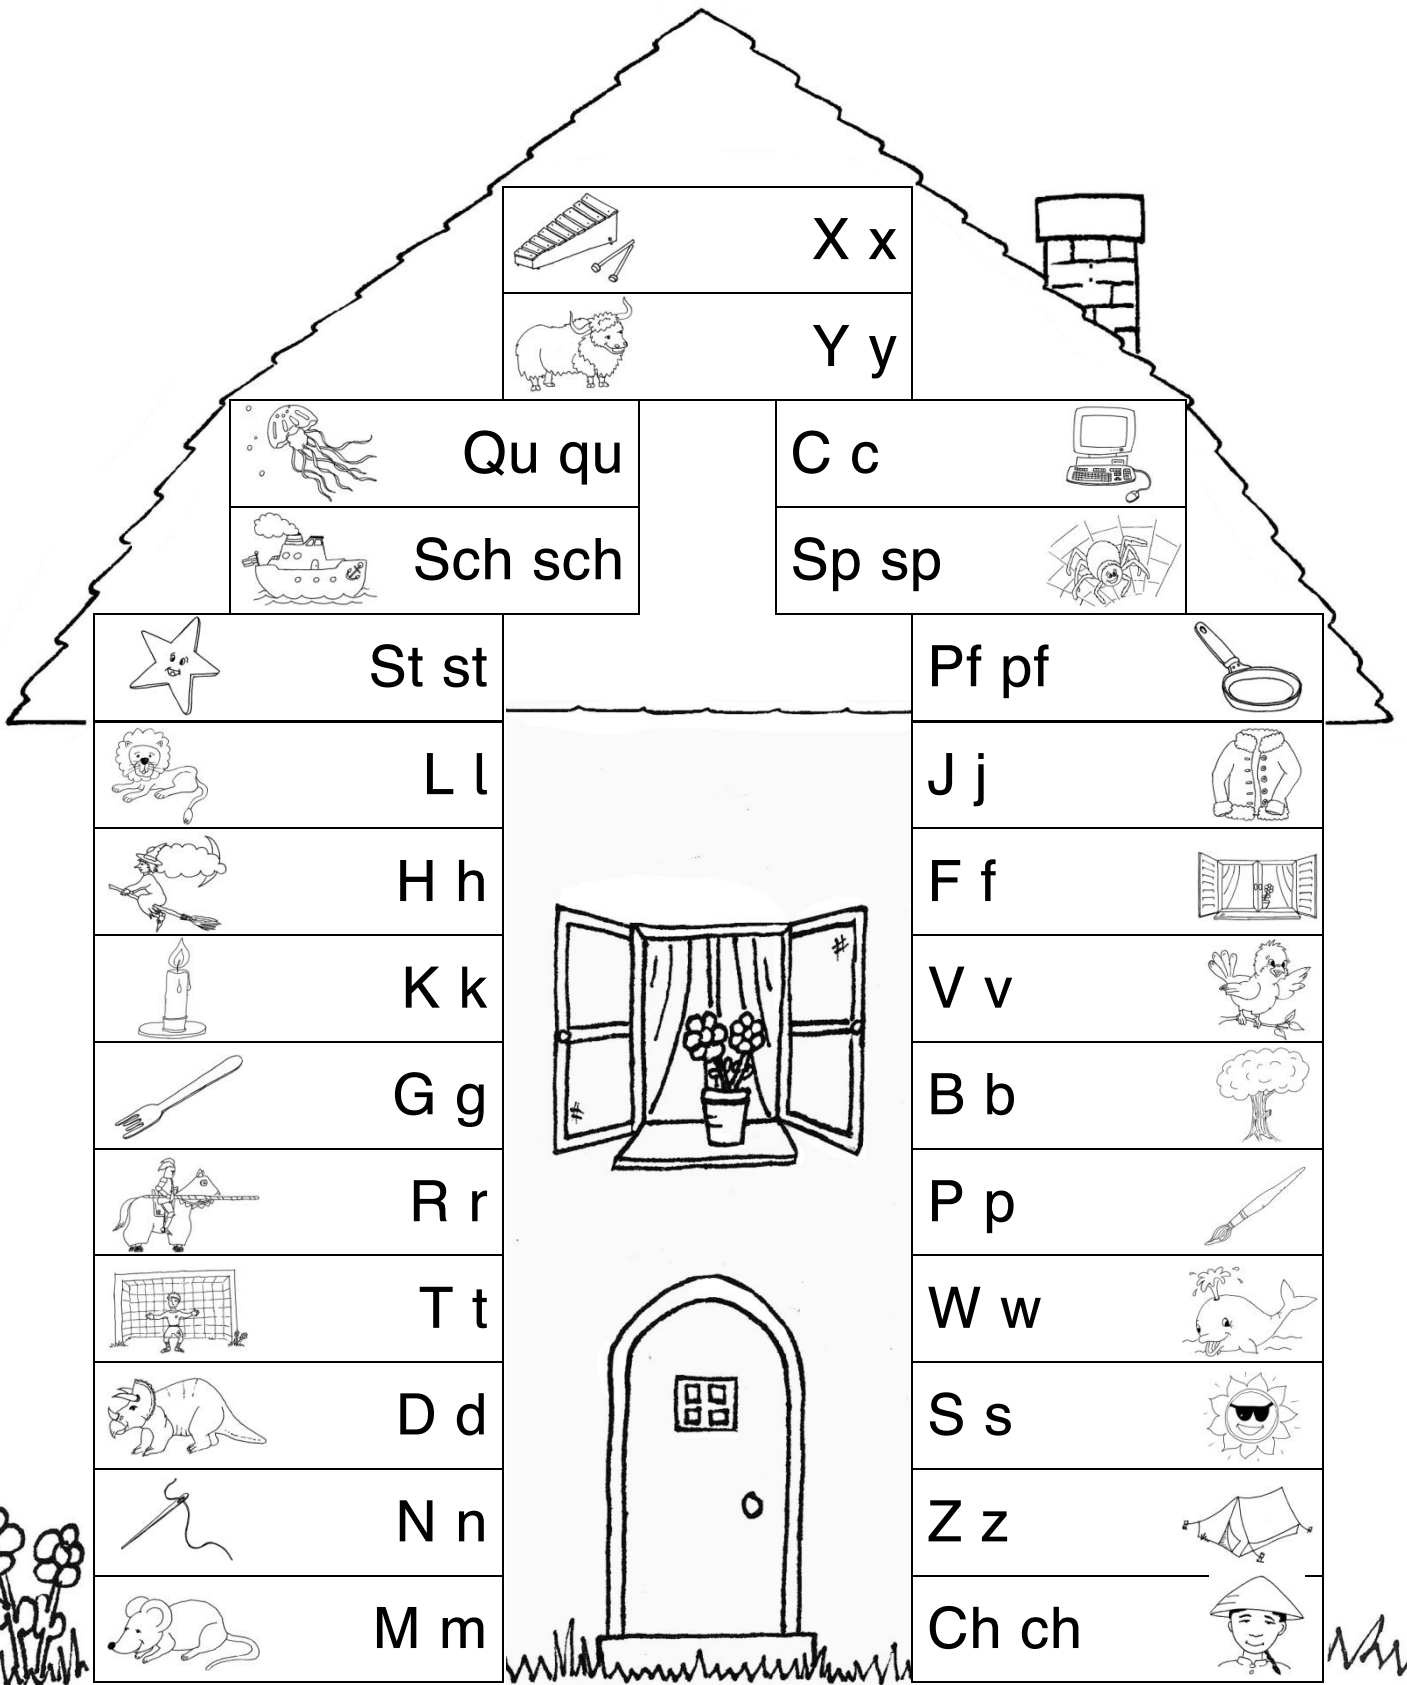 X x
Y y
Qu qu
C c
Sch sch
Sp sp
St st
Pf pf
L l
J j
H h
F f
K k
V v
G g
B b
R r
P p
T t
W w
D d
S s
N n
Z z
M m
Ch ch